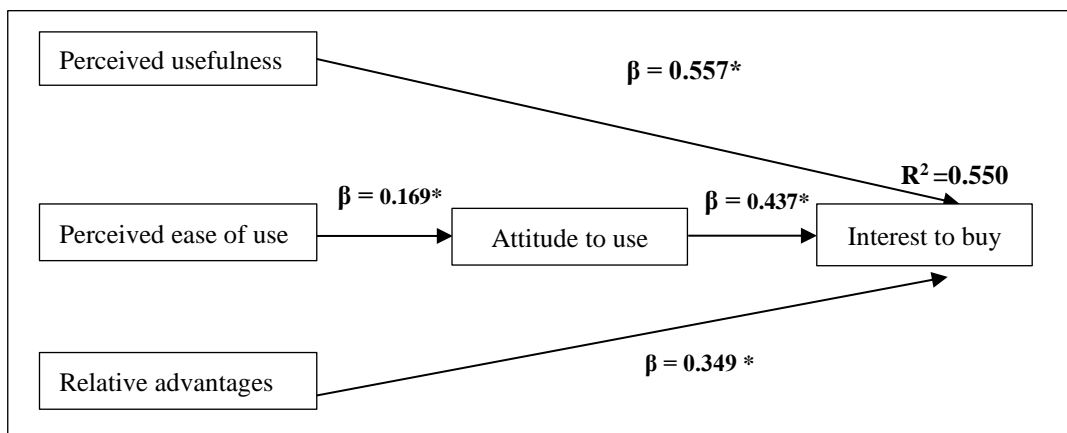 Perceived usefulness
β = 0.557*
R² =0.550
β = 0.169*
β = 0.437*
Perceived ease of use
Attitude to use
Interest to buy
β = 0.349 *
Relative advantages